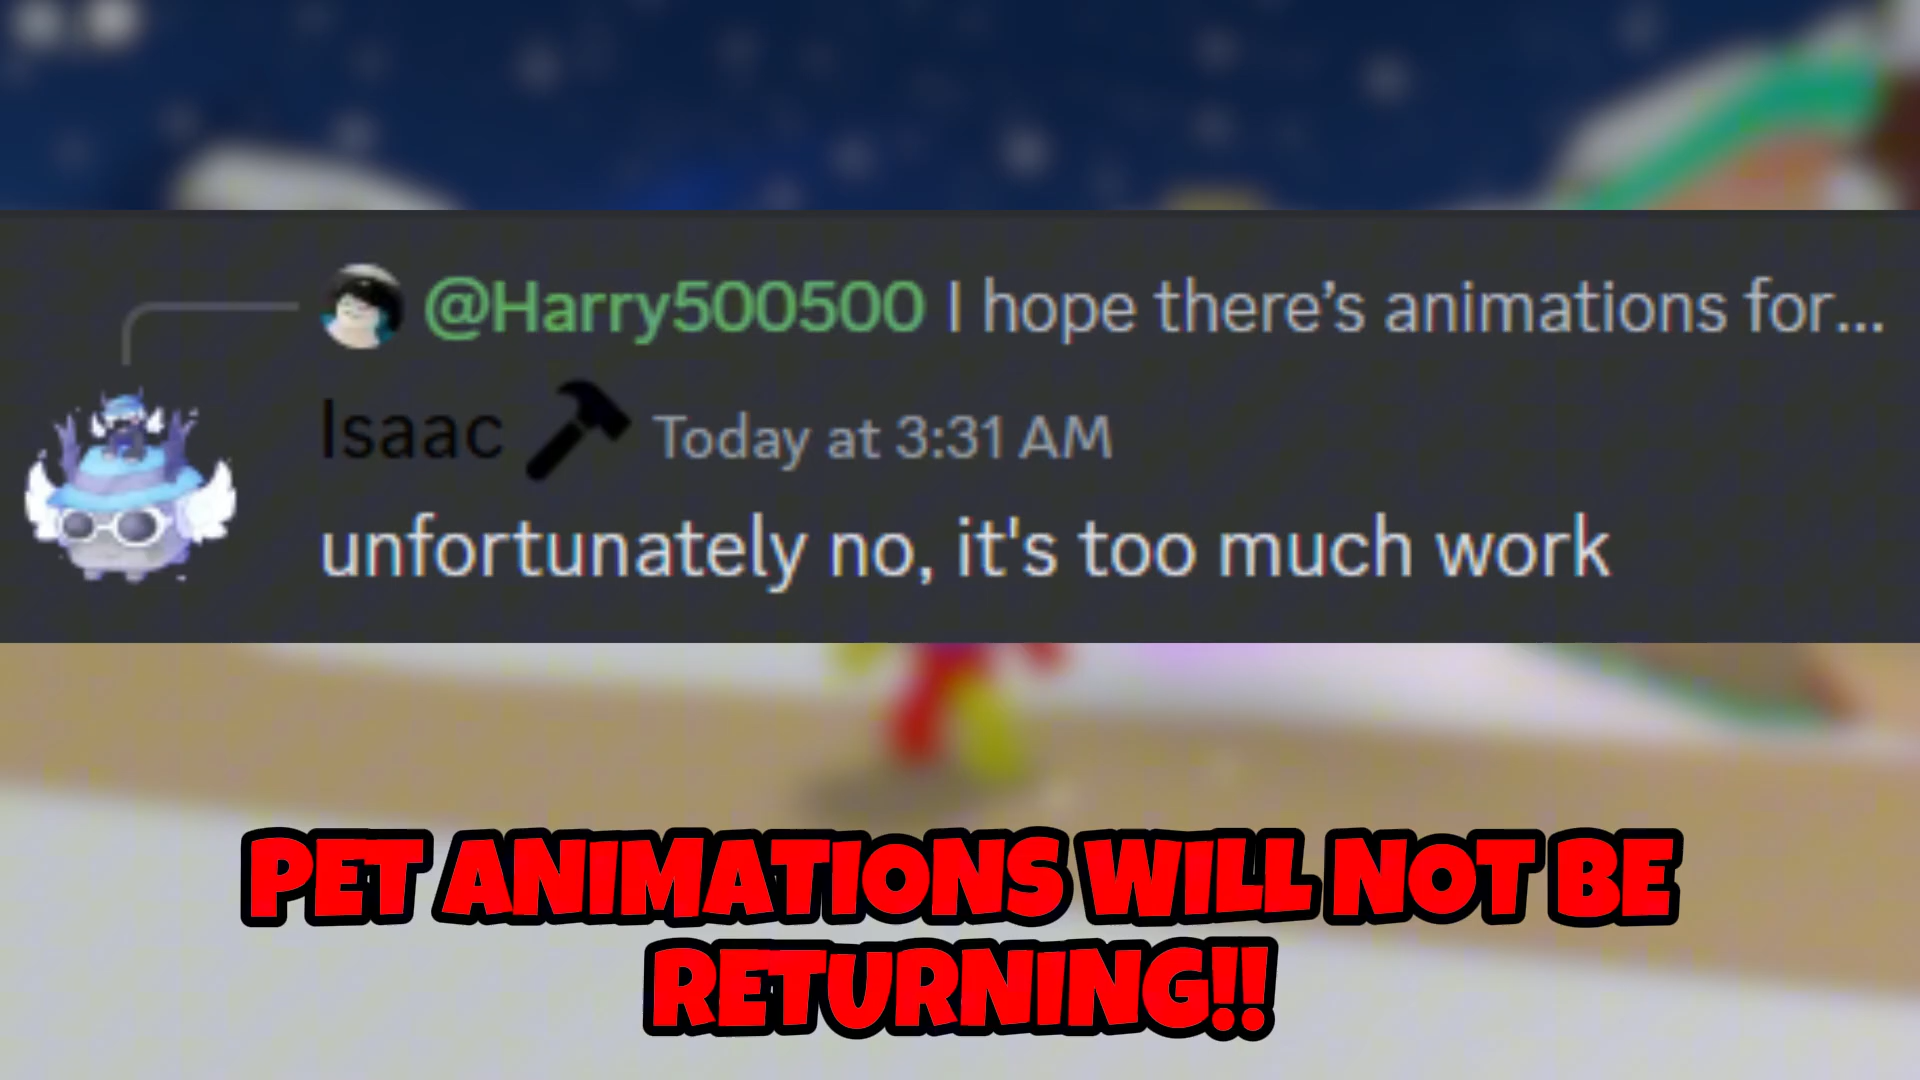 @Harry500500 I hope there's animations for...
Isaac Today at 3:31 AM
unfortunately no, it's too much work
PET ANIMATIONS WILL NOT BE
RETURNING!!